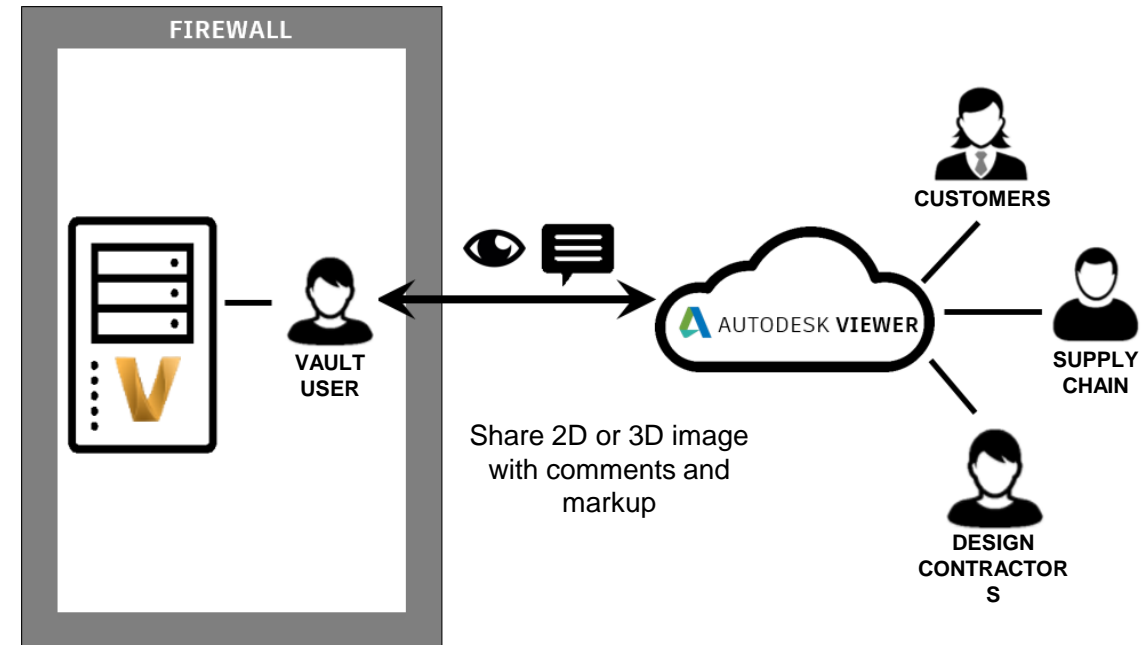 FIREWALL
VAULT
USER
Share 2D or 3D image
with comments and
markup
AUTODESK VIEWER
CUSTOMERS
SUPPLY
CHAIN
DESIGN
CONTRACTOR
S